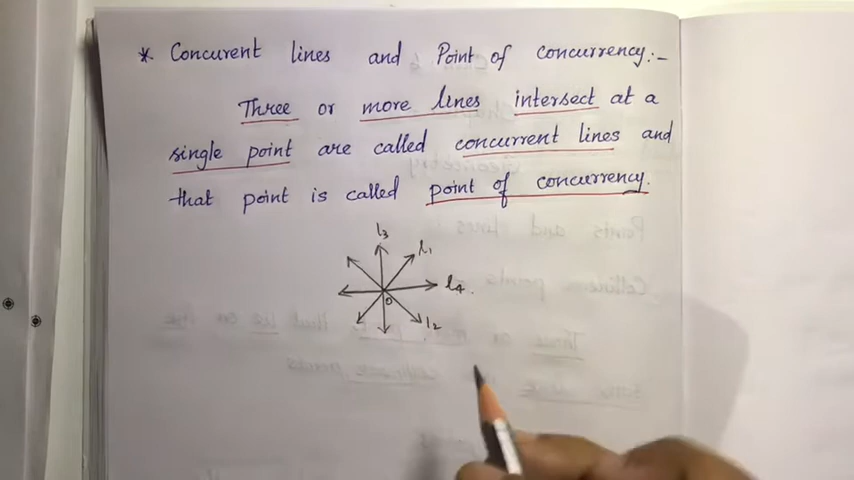 * Concurent lines and Point of concurrency:-
Three or more lines intersect at a
single point are called concurrent lines and
that point is called point of concurrency.
l3
l1
l4.
O
l2